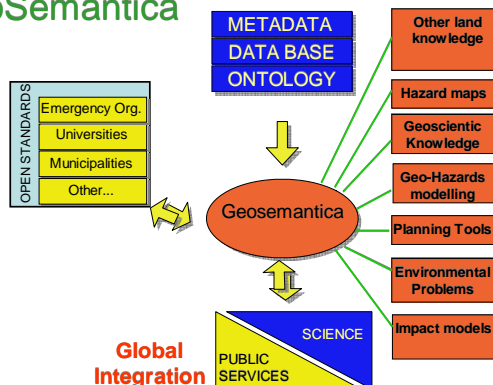 oSemantica
METADATA
DATA BASE
ONTOLOGY
OPEN STANDARDS
Emergency Org.
Universities
Municipalities
Other...
Geosemantica
Other land
knowledge
Hazard maps
Geoscientic
Knowledge
Geo-Hazards
modelling
Planning Tools
Environmental
Problems
Impact models
Global
Integration
SCIENCE
PUBLIC
SERVICES